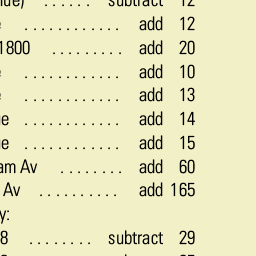 . . . . . . subtract 12
. . . . . . . . . . . . add 12
1800 . . . . . . . . . add 20
. . . . . . . . . . . . add 10
. . . . . . . . . . . . add 13
. . . . . . . . . . . . add 14
. . . . . . . . . . . . add 15
Av . . . . . . . . add 60
Av . . . . . . . . . . add 165
8 . . . . . . . . subtract 29